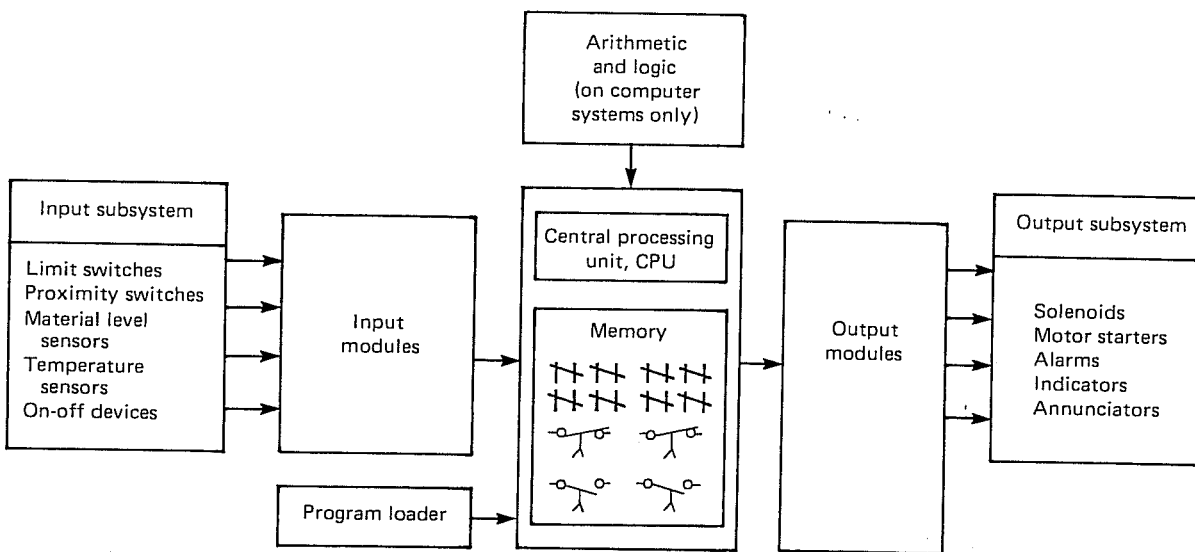 Arithmetic
and logic
(on computer
systems only)
Input subsystem
Limit switches
Proximity switches
Material level
sensors
Temperature
sensors
On-off devices
Input
modules
Program loader
Central processing
unit, CPU
Memory
Output
modules
Output subsystem
Solenoids
Motor starters
Alarms
Indicators
Annunciators